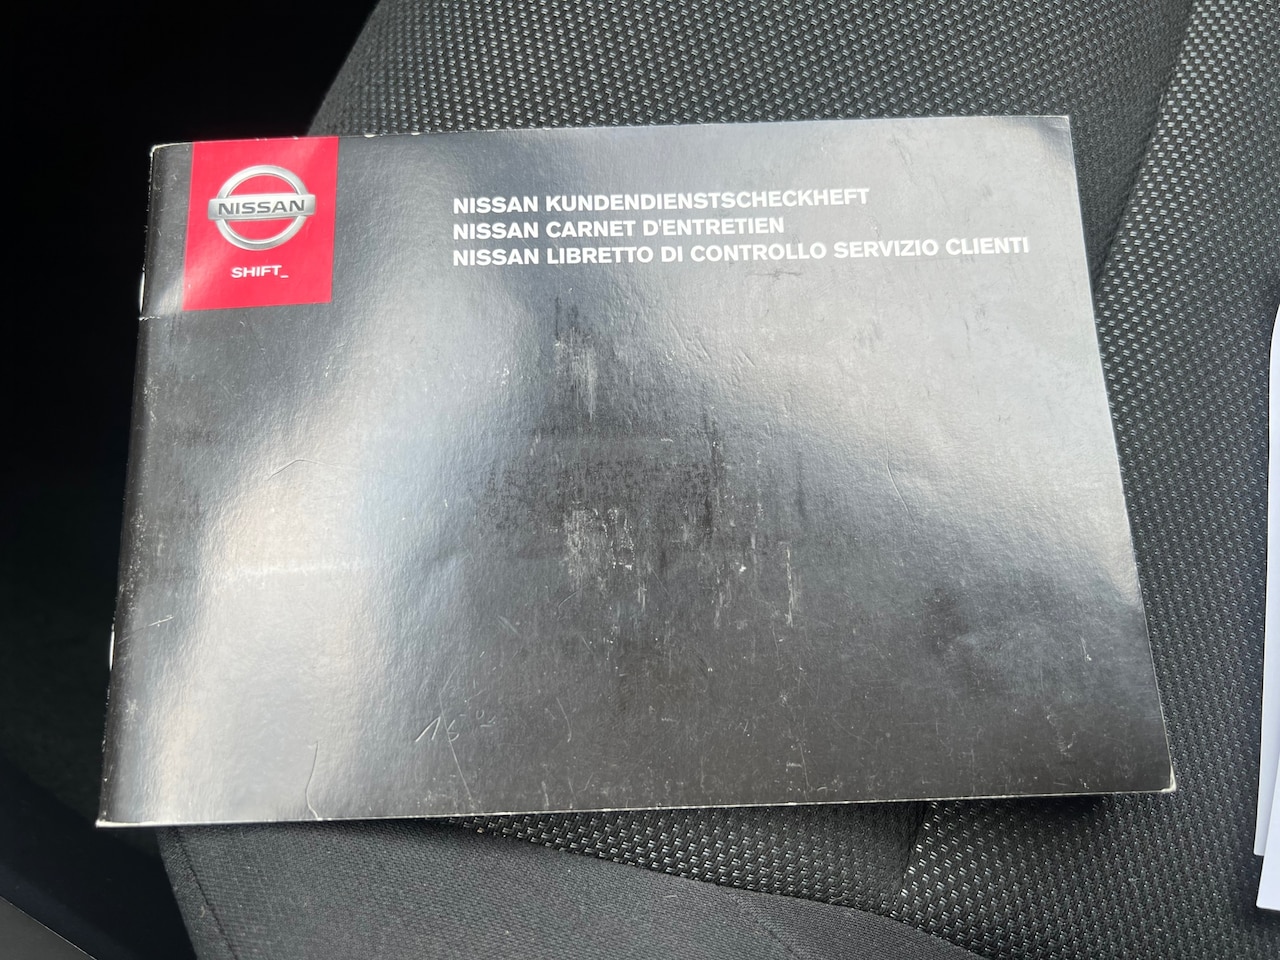 NISSAN
SHIFT_
NISSAN KUNDENDIENSTSCHECKHEFT
NISSAN CARNET D'ENTRETIEN
NISSAN LIBRETTO DI CONTROLLO SERVIZIO CLIENTI